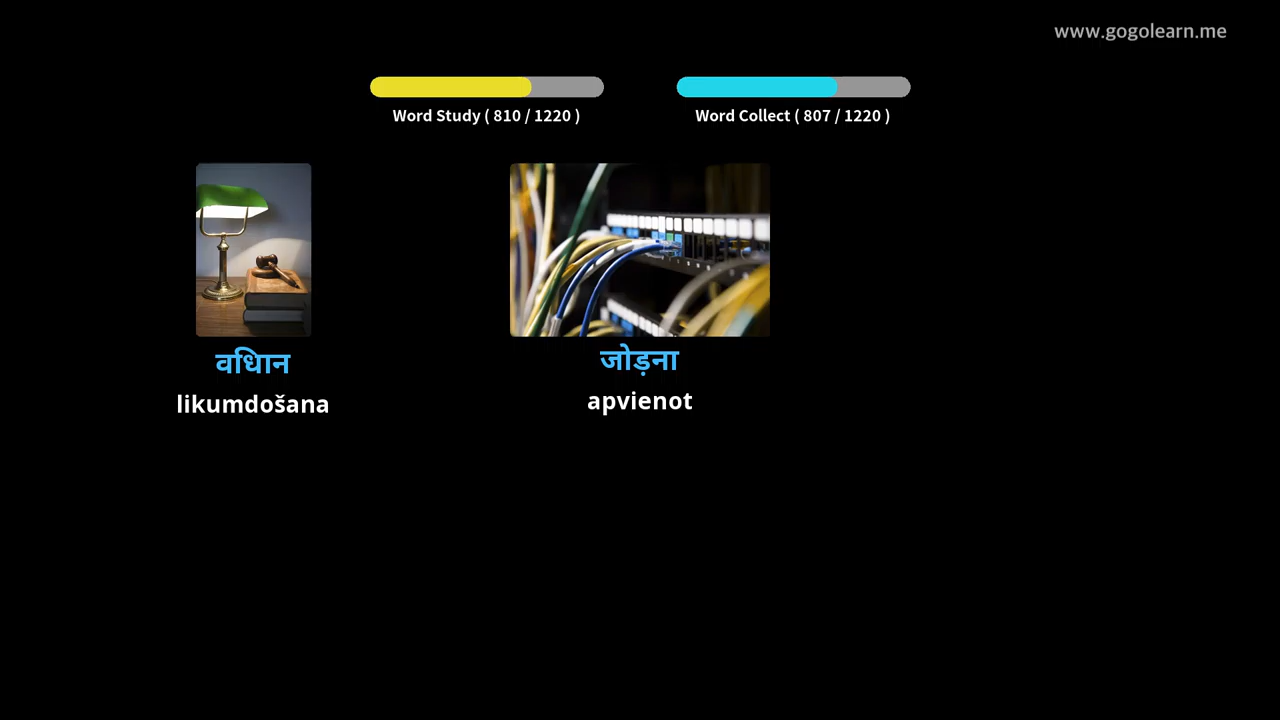 www.gogolearn.me
Word Study ( 810 / 1220 )
Word Collect ( 807 / 1220 )
वधिान
जोड़ना
likumdošana
apvienot